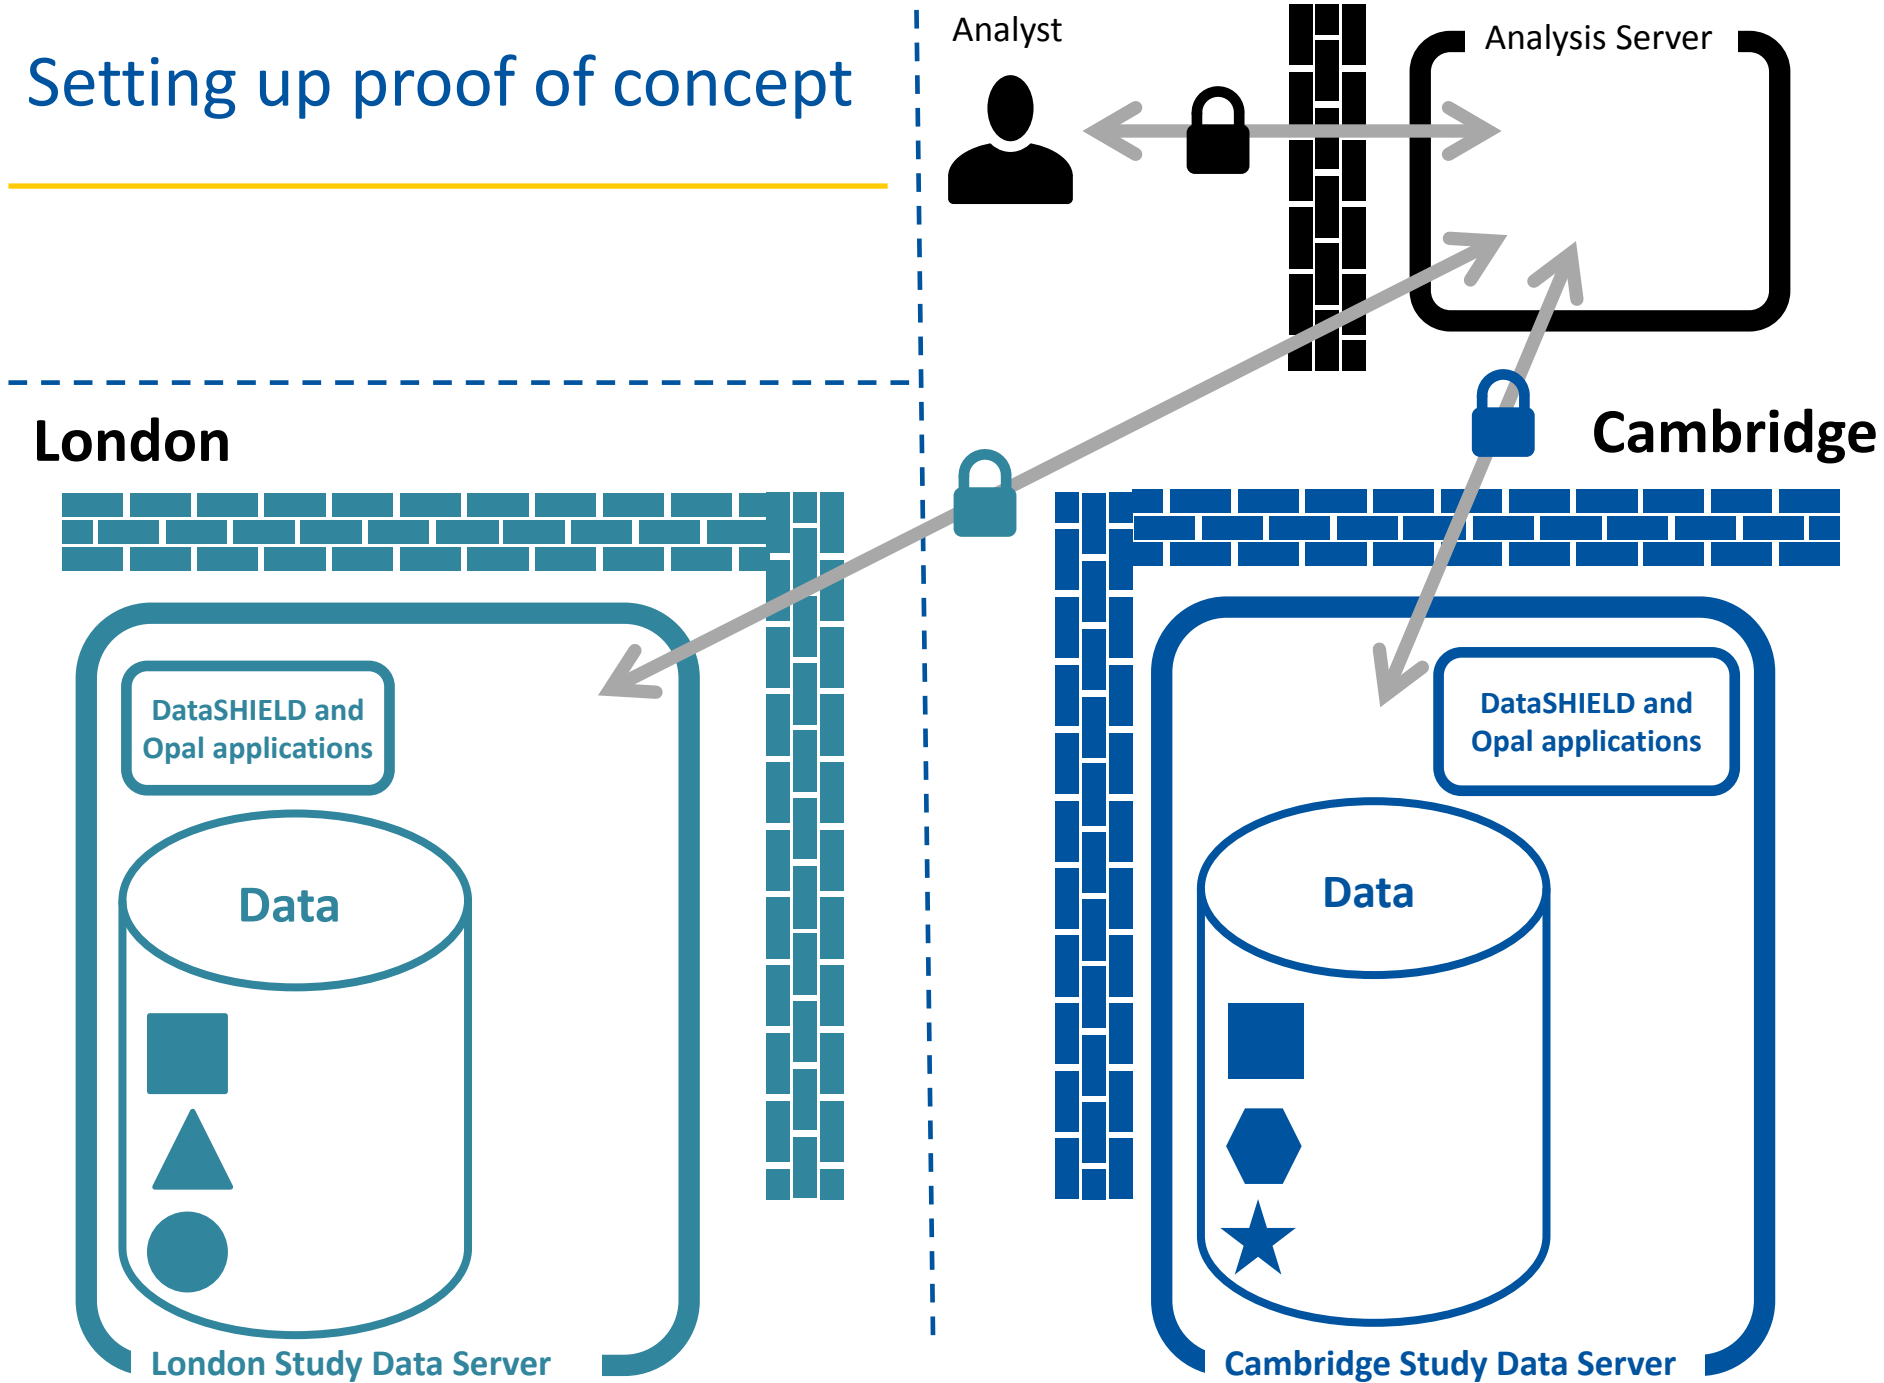 Setting up proof of concept
Analyst
Analysis Server
London
Cambridge
DataSHIELD and
Opal applications
Data
London Study Data Server
DataSHIELD and
Opal applications
Data
Cambridge Study Data Server